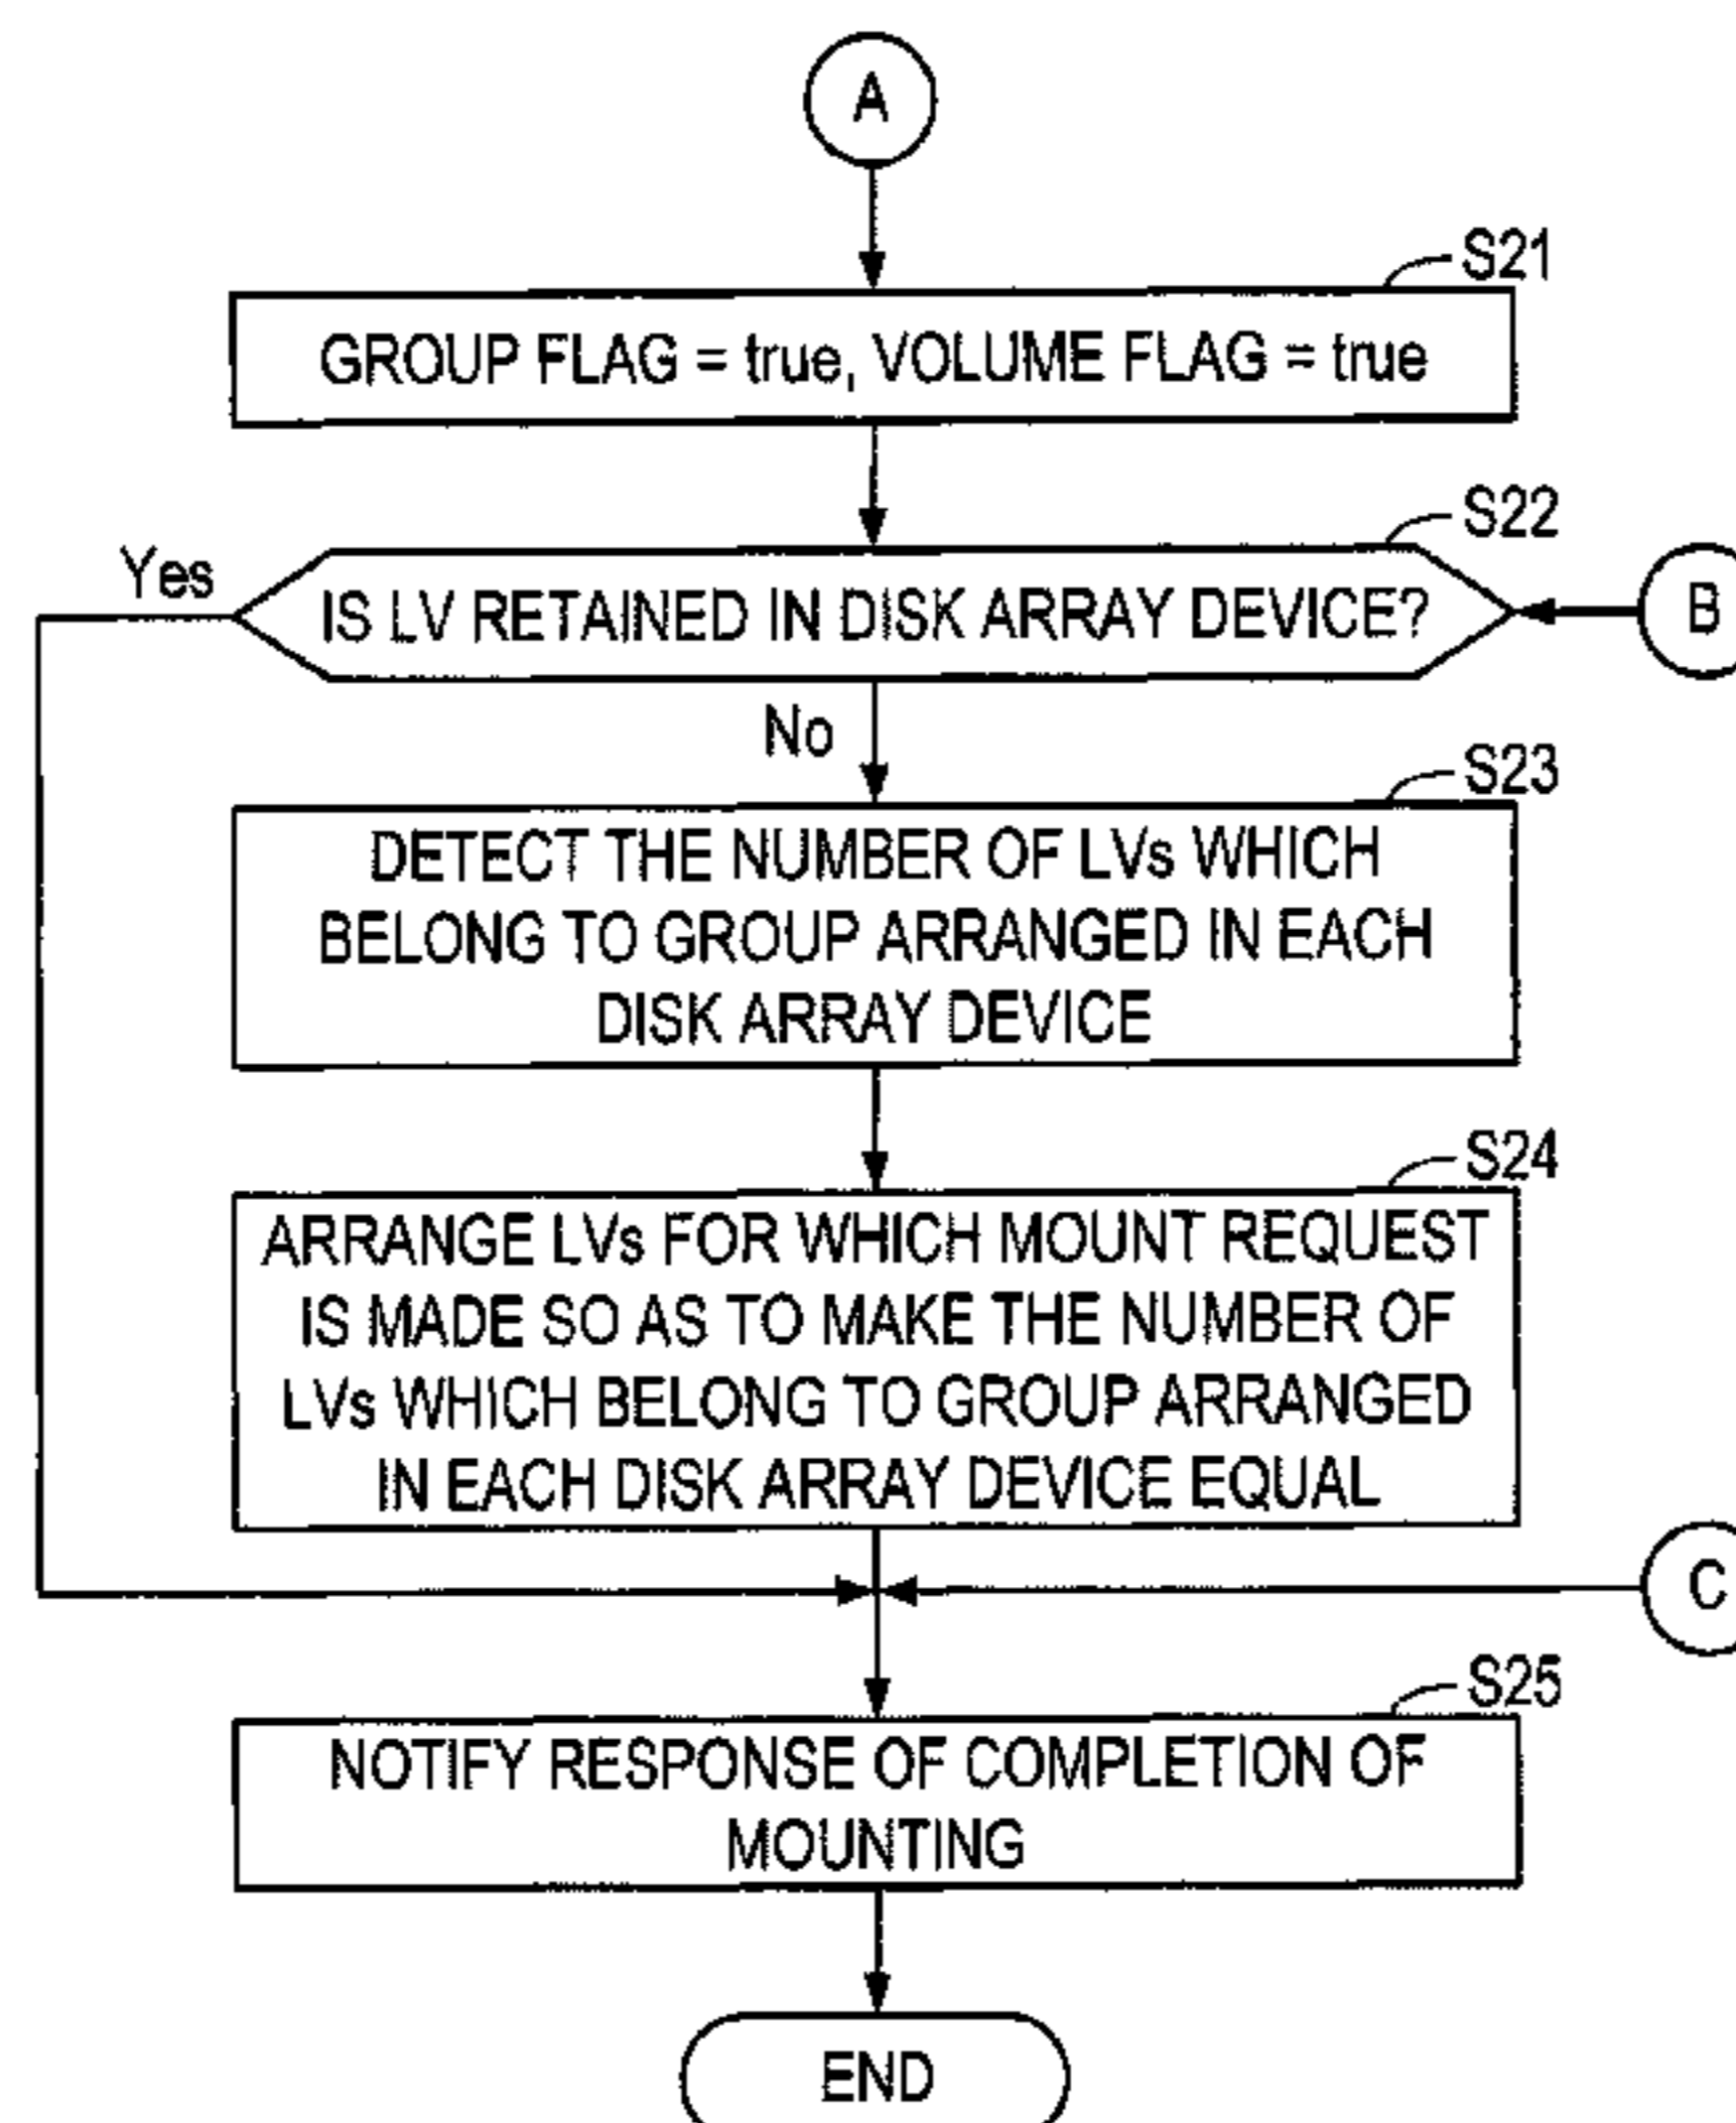 A
S21
GROUP FLAG = true, VOLUME FLAG = true
S22
Yes
IS LV RETAINED IN DISK ARRAY DEVICE?
B
No
S23
DETECT THE NUMBER OF LVs WHICH
BELONG TO GROUP ARRANGED IN EACH
DISK ARRAY DEVICE
S24
ARRANGE LVs FOR WHICH MOUNT REQUEST
IS MADE SO AS TO MAKE THE NUMBER OF
LVs WHICH BELONG TO GROUP ARRANGED
IN EACH DISK ARRAY DEVICE EQUAL
C
S25
NOTIFY RESPONSE OF COMPLETION OF
MOUNTING
END